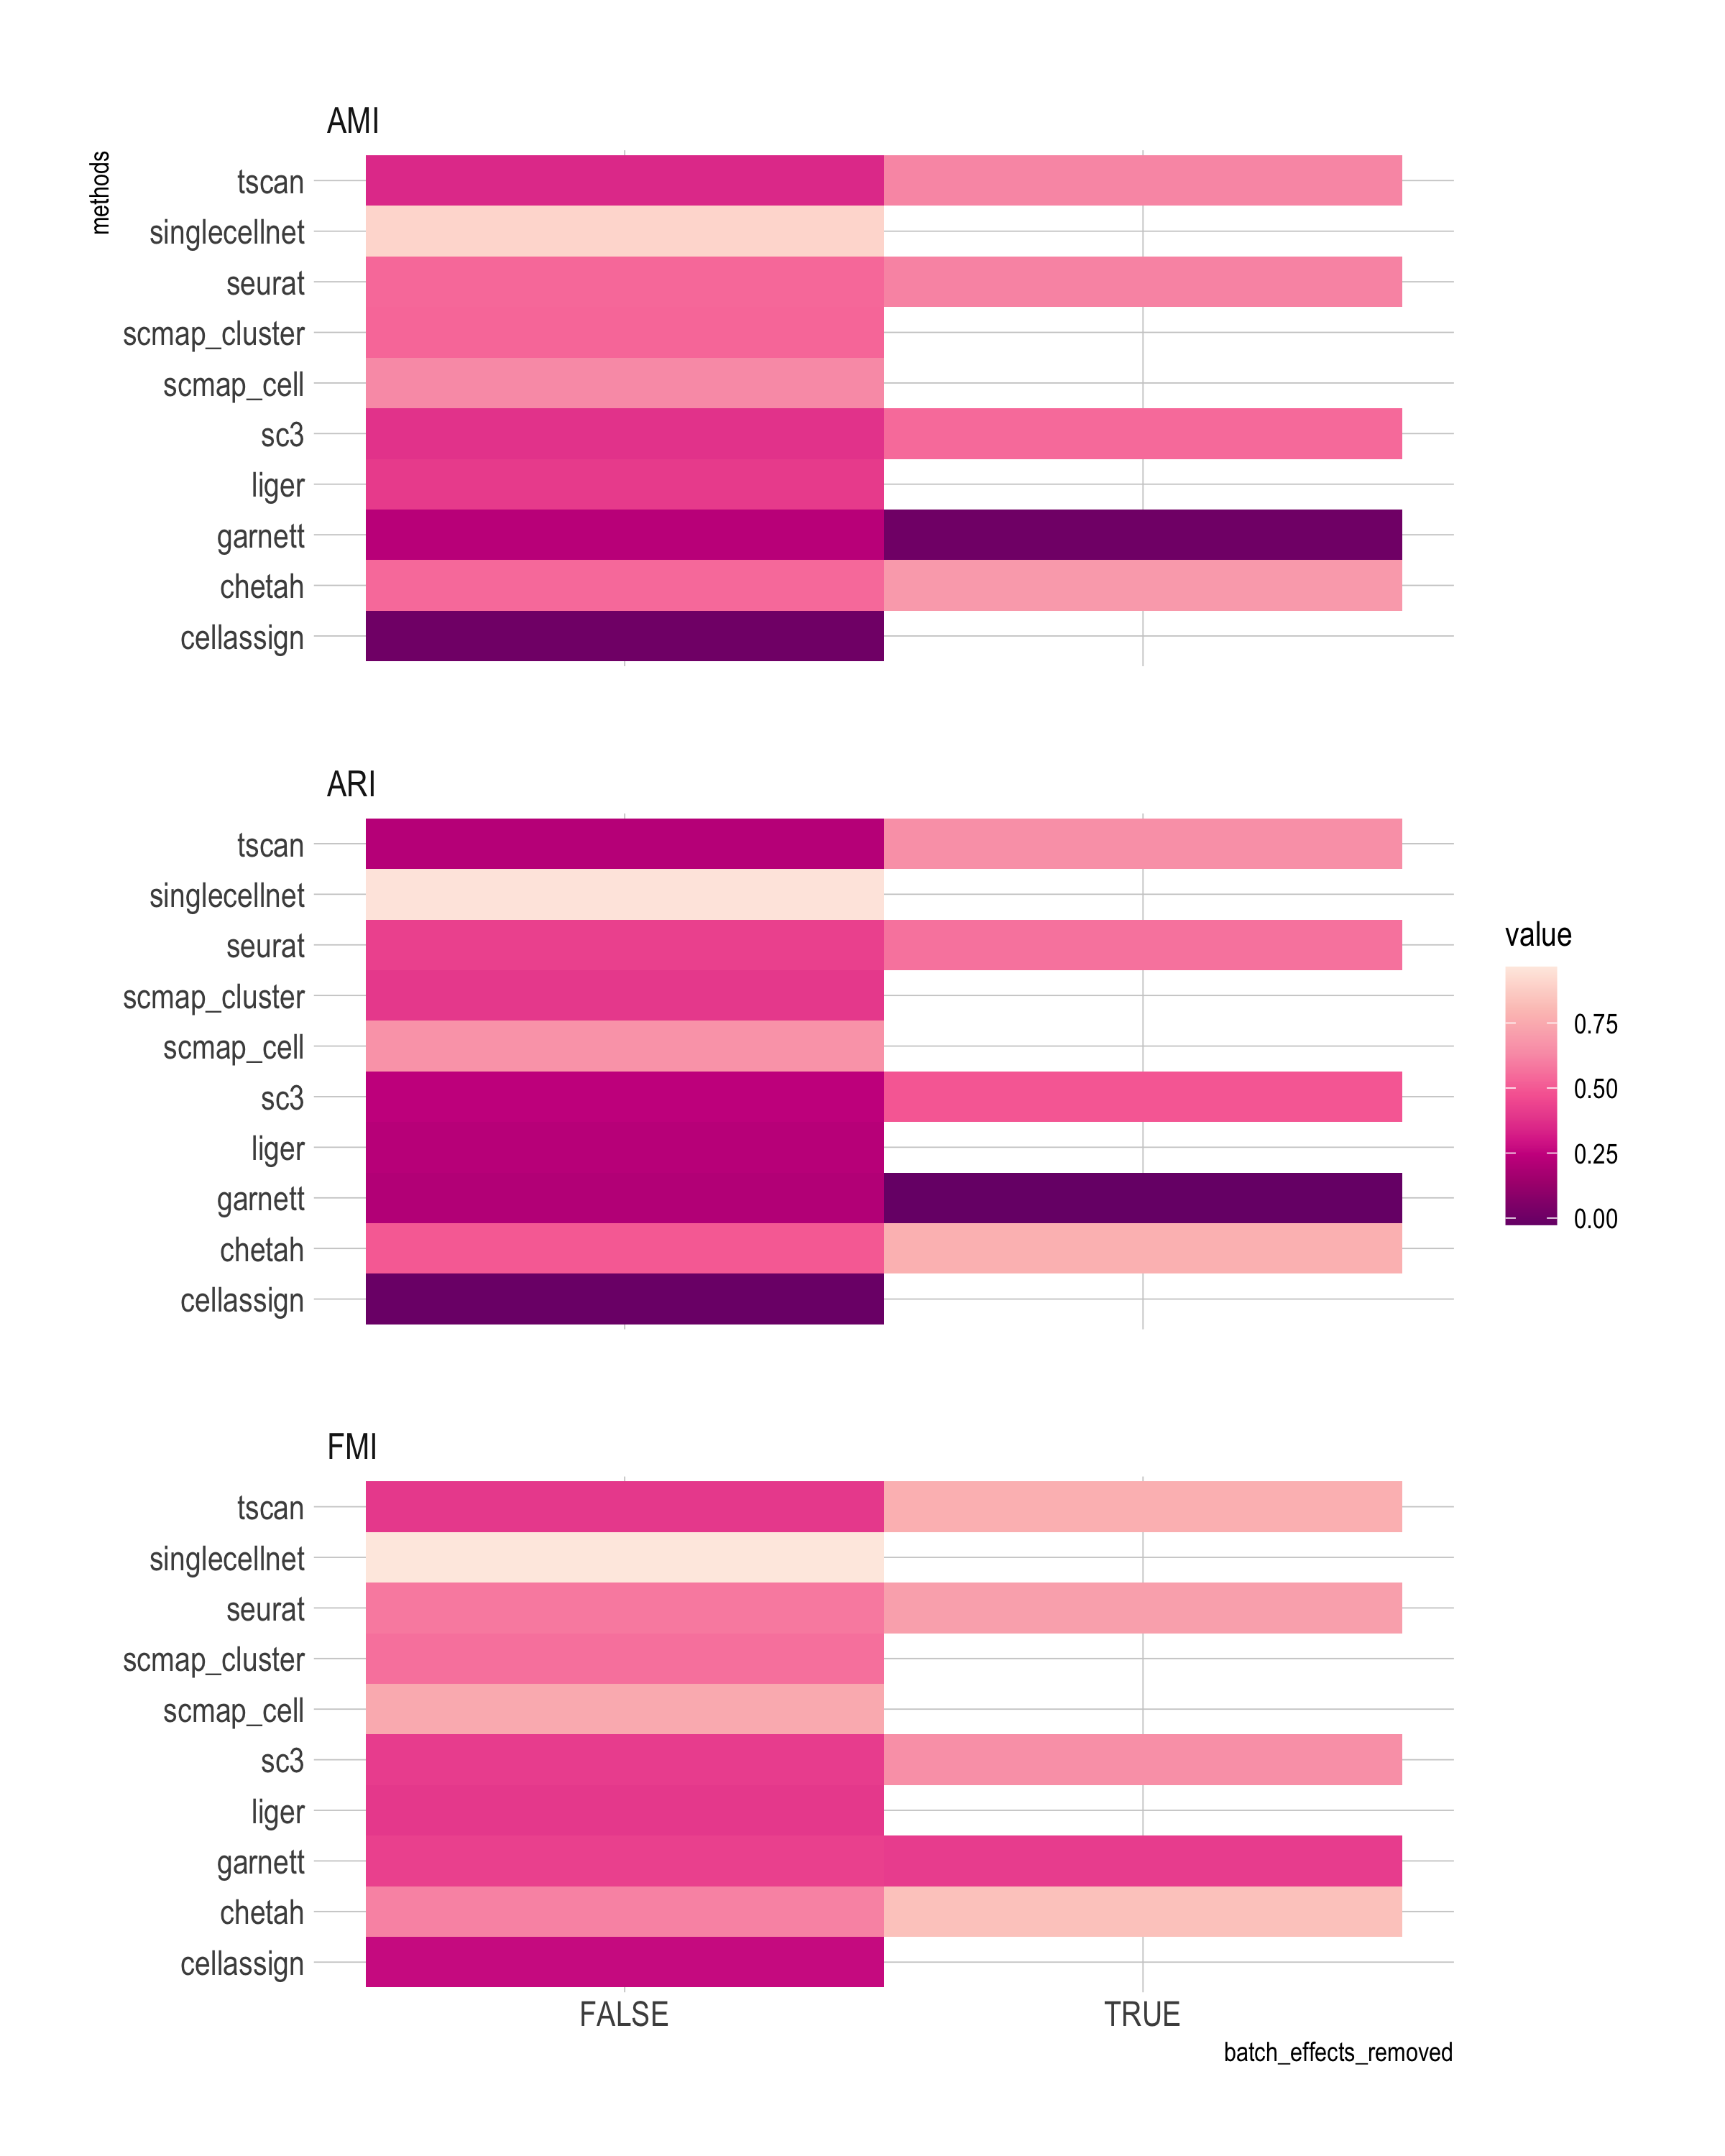 AMI
methods
tscan
singlecellnet
seurat
scmap_cluster
scmap_cell
sc3
liger
garnett
chetah
cellassign
ARI
tscan
singlecellnet
seurat
scmap_cluster
scmap_cell
sc3
liger
garnett
chetah
cellassign
value
0.75
0.50
0.25
0.00
FMI
tscan
singlecellnet
seurat
scmap_cluster
scmap_cell
sc3
liger
garnett
chetah
cellassign
FALSE TRUE
batch_effects_removed